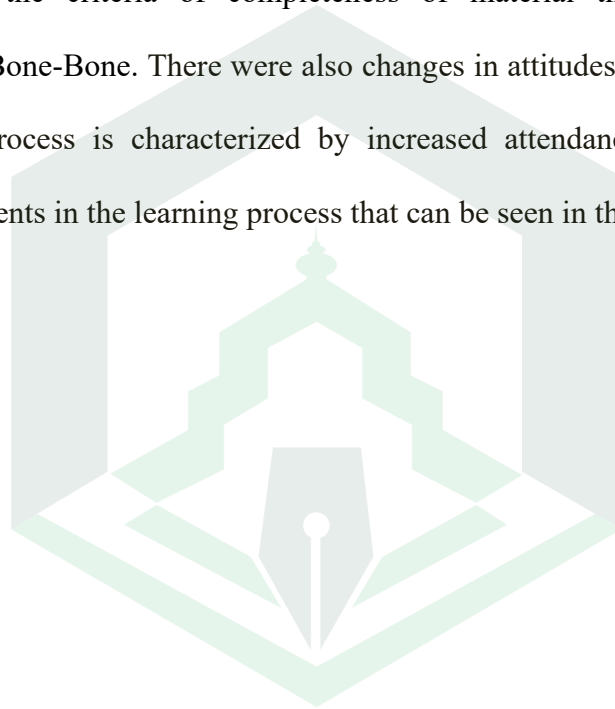 the criteria of completeness of material th
Bone-Bone. There were also changes in attitudes
rocess is characterized by increased attendanc
ents in the learning process that can be seen in th